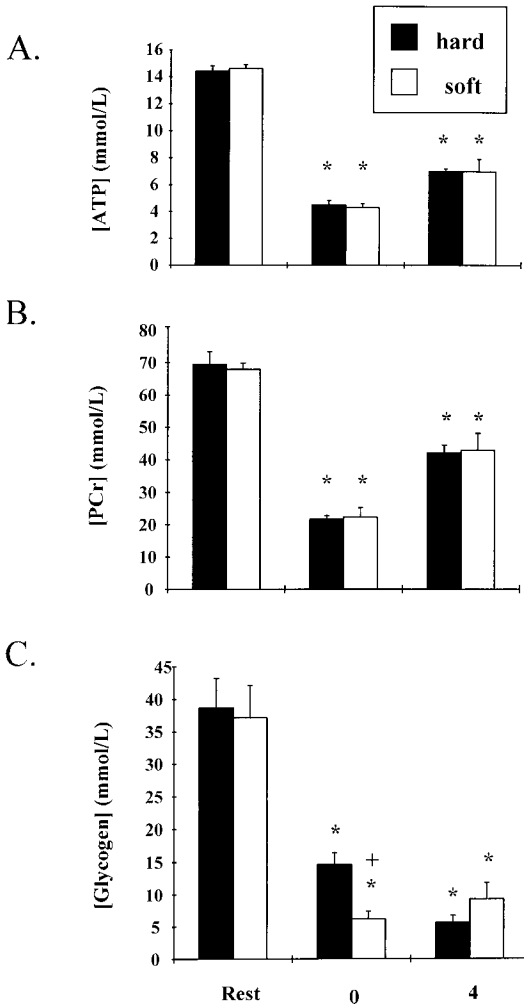 A.
hard
soft
[ATP] (mmol/L)
16
14
12
10
8
6
4
2
0
* * * *
B.
[PCr] (mmol/L)
80
70
60
50
40
30
20
10
0
* * * *
C.
[Glycogen] (mmol/L)
45
40
35
30
25
20
15
10
5
0
* + * * *
Rest 0 4